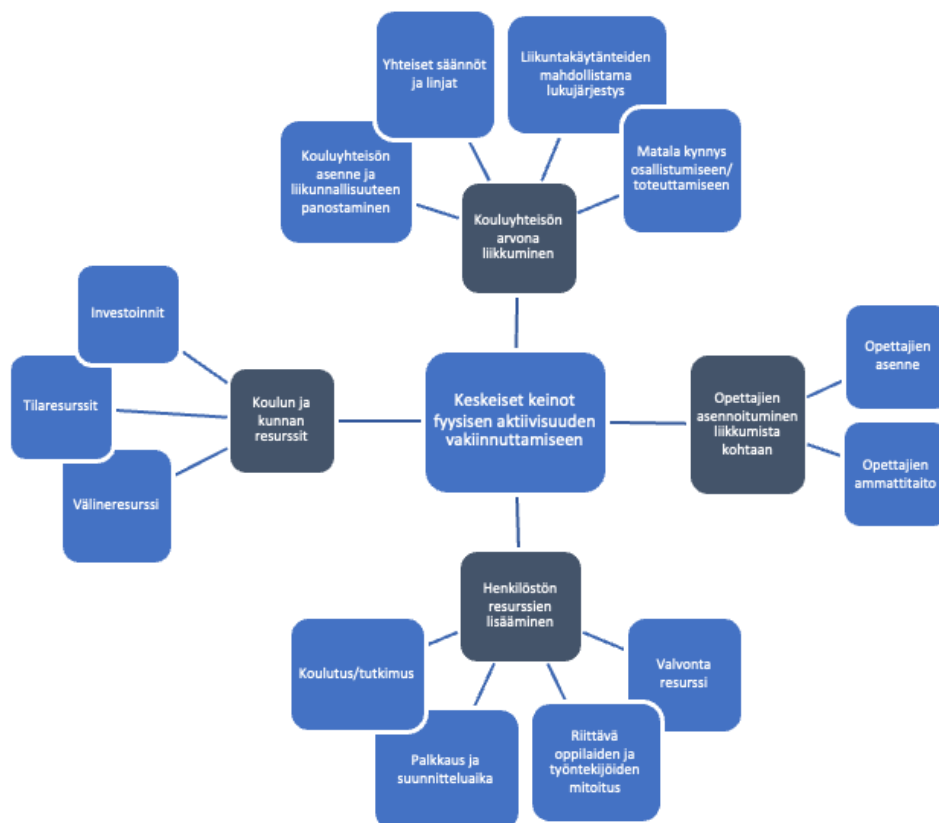 Yhteiset säännöt
ja linjat
Liikuntakäytänteiden
mahdollistama
lukujärjestys
Kouluyhteisön
asenne ja
liikunnallisuuteen
panostaminen
Matala kynnys
osallistumiseen/
toteuttamiseen
Kouluyhteisön
arvona
liikkuminen
Investoinnit
Tilaresurssit
Välineresurssi
Koulun ja
kunnan
resurssit
Keskeiset keinot
fyysisen aktiivisuuden
vakiinnuttamiseen
Opettajien
asennoituminen
liikkumista
kohtaan
Opettajien
asenne
Opettajien
ammattitaito
Henkilöstön
resurssien
lisääminen
Koulutus/tutkimus
Palkkaus ja
suunnitteluaika
Riittävä
oppilaiden ja
työntekijöiden
mitoitus
Valvonta
resurssi